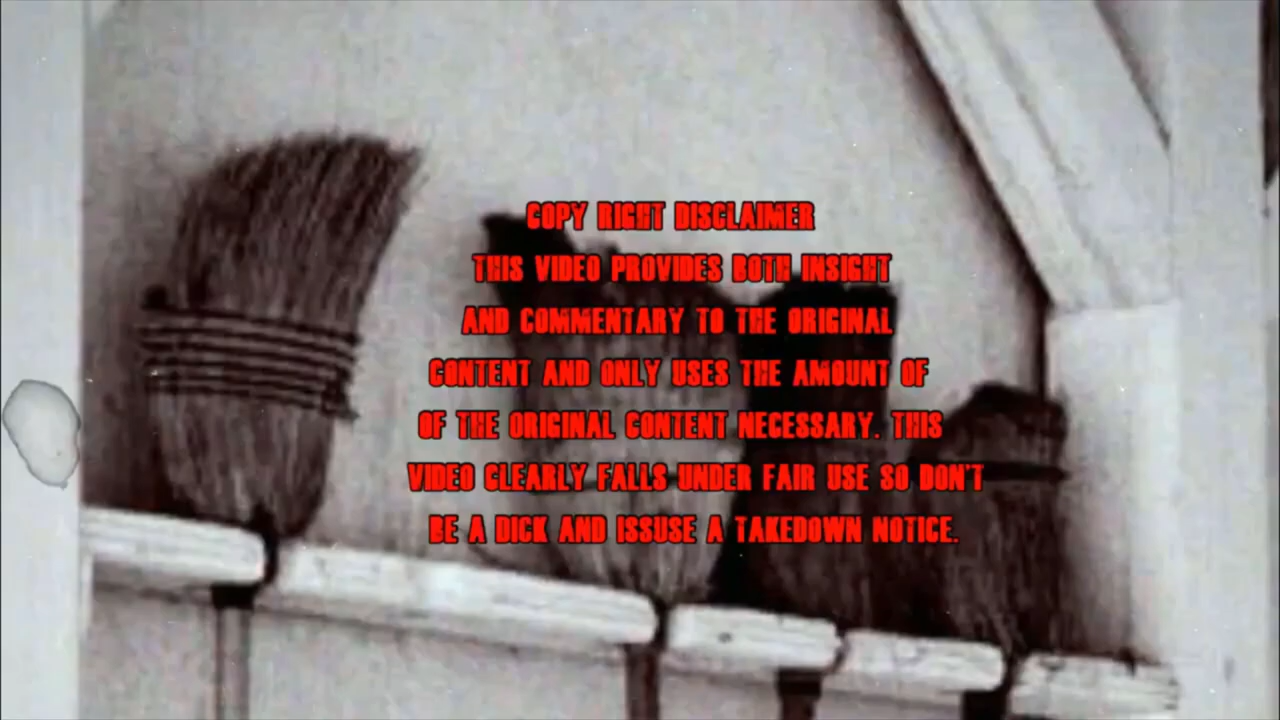 COPY RIGHT DISCLAIMER
THIS VIDEO PROVIDES BOTH INSIGHT
AND COMMENTARY TO THE ORIGINAL
CONTENT AND ONLY USES THE AMOUNT OF
OF THE ORIGINAL CONTENT NECESSARY. THIS
VIDEO CLEARLY FALLS UNDER FAIR USE SO DON'T
BE A DICK AND ISSUSE A TAKEDOWN NOTICE.